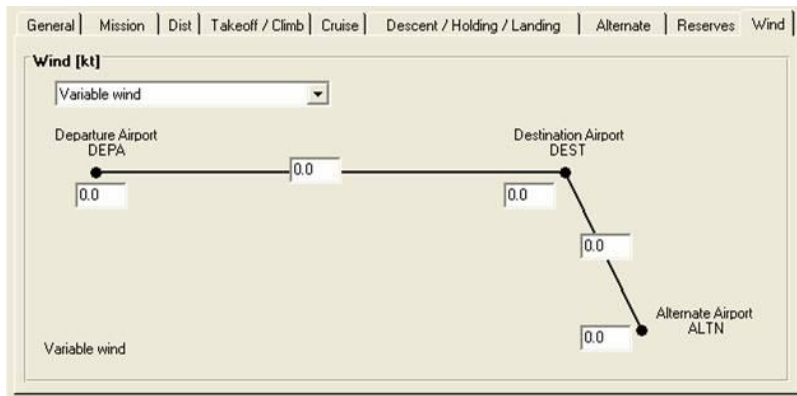 General Mission Dist Takeoff / Climb Cruise Descent / Holding / Landing Alternate Reserves Wind
Wind [kt]
Variable wind
Departure Airport
DEPA
Destination Airport
DEST
0.0
0.0
0.0
0.0
Alternate Airport
ALTN
0.0
Variable wind